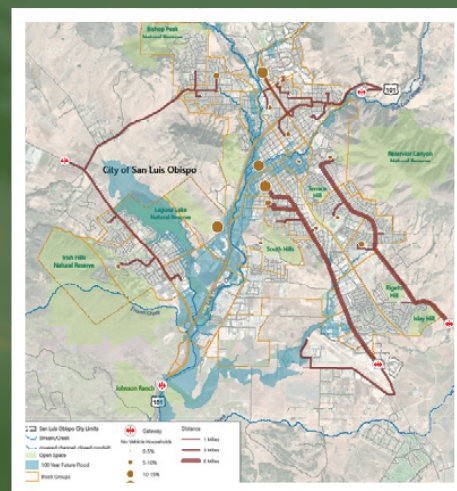 Bishop Peak
Natural Reserve
101
City of San Luis Obispo
Reservoir Canyon
Natural Reserve
Terrace
Hill
Laguna Lake
Natural Reserve
South Hills
Irish Hills
Natural Reserve
Righetti
Hill
Islay Hill
Froom Creek
Johnson Ranch
101
San Luis Obispo City Limits
Stream/Creek
Open Space
100 Year Future Flood
Block Groups
Gateway
No Vehicle Households
0-5%
5-10%
10-15%
Distance
1 Miles
3 Miles
6 Miles